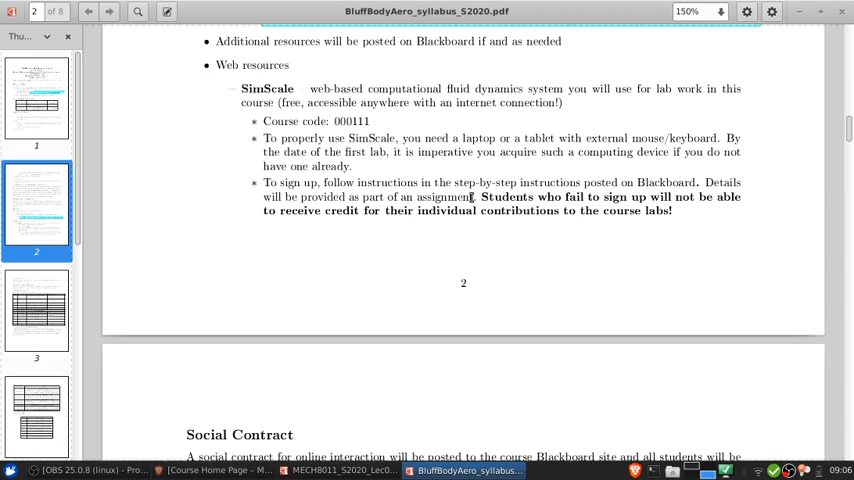 BluffBodyAero_syllabus_S2020.pdf
2 of 8
150%
Thu...
1
2
3
• Additional resources will be posted on Blackboard if and as needed
• Web resources
– SimScale – web-based computational fluid dynamics system you will use for lab work in this
course (free, accessible anywhere with an internet connection!)
* Course code: 000111
* To properly use SimScale, you need a laptop or a tablet with external mouse/keyboard. By
the date of the first lab, it is imperative you acquire such a computing device if you do not
have one already.
* To sign up, follow instructions in the step-by-step instructions posted on Blackboard. Details
will be provided as part of an assignment. Students who fail to sign up will not be able
to receive credit for their individual contributions to the course labs!
2
Social Contract
A social contract for online interaction will be posted to the course Blackboard site and all students will be
[OBS 25.0.8 (linux) - Pro...
[Course Home Page - M...
MECH8011_S2020_Lec0...
BluffBodyAero_syllabus...
09:06